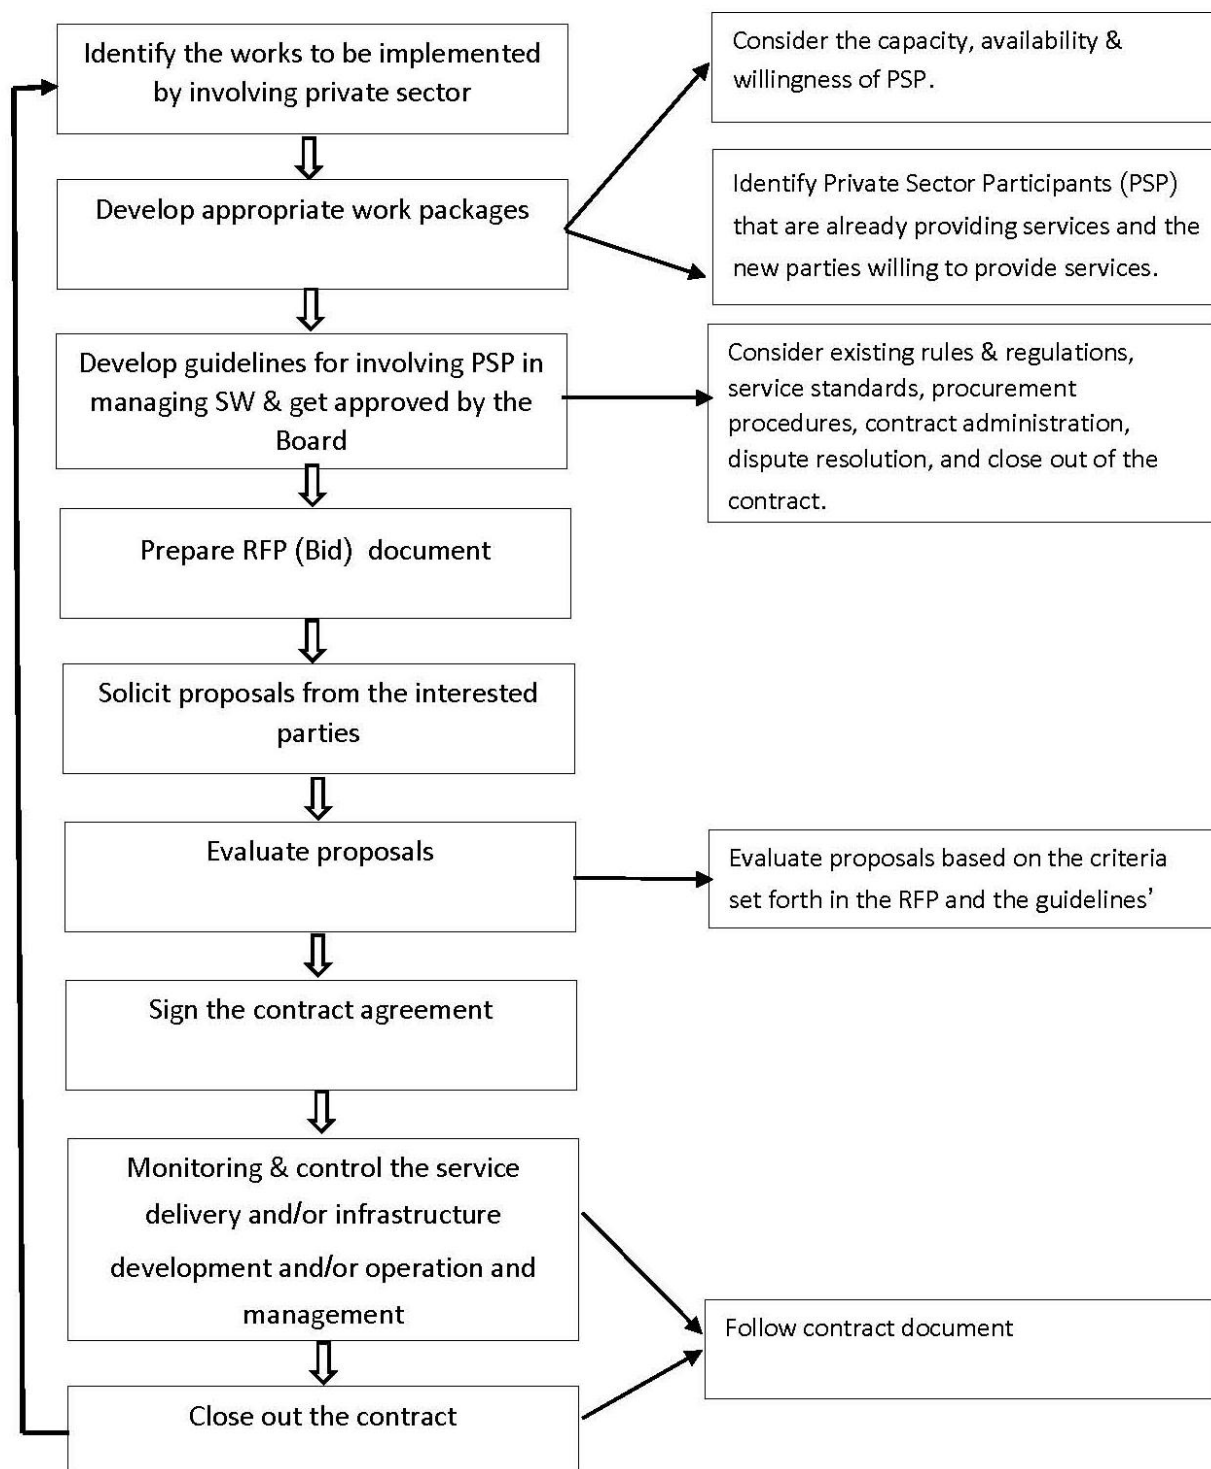 Identify the works to be implemented
by involving private sector
Consider the capacity, availability &
willingness of PSP.
Develop appropriate work packages
Identify Private Sector Participants (PSP)
that are already providing services and the
new parties willing to provide services.
Develop guidelines for involving PSP in
managing SW & get approved by the
Board
Consider existing rules & regulations,
service standards, procurement
procedures, contract administration,
dispute resolution, and close out of the
contract.
Prepare RFP (Bid)  document
Solicit proposals from the interested
parties
Evaluate proposals
Evaluate proposals based on the criteria
set forth in the RFP and the guidelines’
Sign the contract agreement
Monitoring & control the service
delivery and/or infrastructure
development and/or operation and
management
Follow contract document
Close out the contract